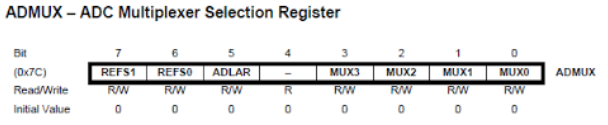 ADMUX – ADC Multiplexer Selection Register
Bit 7 6 5 4 3 2 1 0
(0x7C) REFS1 REFS0 ADLAR – MUX3 MUX2 MUX1 MUX0 ADMUX
Read/Write R/W R/W R/W R R/W R/W R/W R/W
Initial Value 0 0 0 0 0 0 0 0